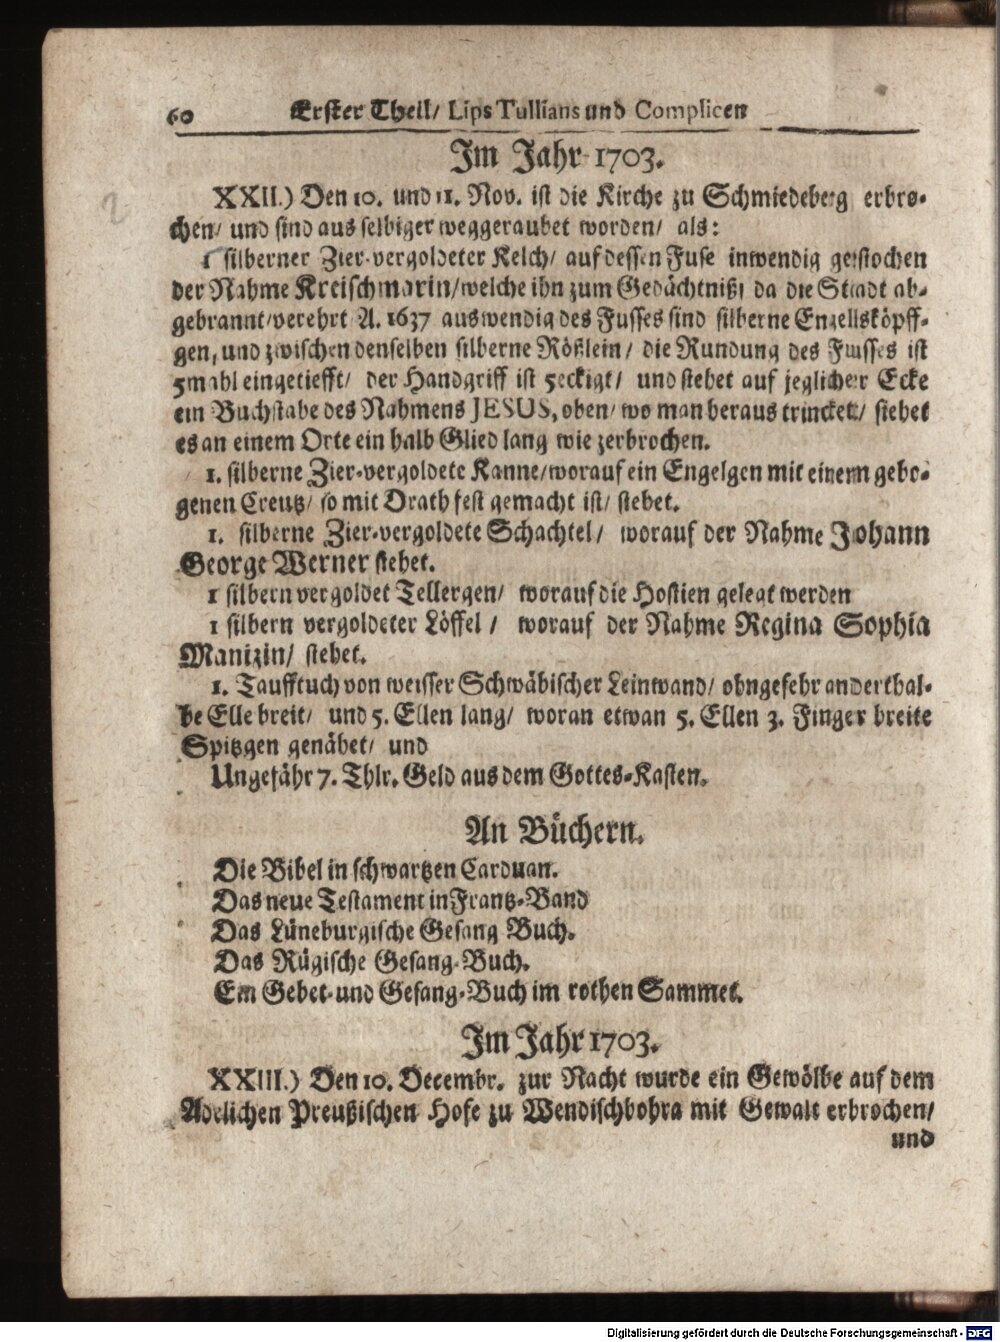 60 Erster Theil/ Lips Tullians und Complicen
Im Jahr 1703.
XXII.) Den 10. und 11. Nov. ist die Kirche zu Schmiedeberg erbro-
chen/ und sind aus selbiger weggeraubet worden/ als:
1 silberner Zier-vergoldeter Kelch/ auf dessen Fuse inwendig gestochen
der Nahme Kreischmarin/ welche ihn zum Gedächtniß/ da die Stadt ab-
gebrannt/ verehrt A. 1637 auswendig des Fusses sind silberne Engelsköpff-
gen, und zwischen denselben silberne Rößlein/ die Rundung des Fusses ist
5mahl eingetiefft/ der Handgriff ist 5eckigt/ und stehet auf jeglicher Ecke
ein Buchstabe des Nahmens JESUS, oben/ wo man heraus trincket/ siehet
es an einem Orte ein halb Glied lang wie zerbrochen.
1. silberne Zier-vergoldete Kanne/ worauf ein Engelgen mit einem gebo-
genen Creutz/ so mit Drath fest gemacht ist/ stehet.
1. silberne Zier-vergoldete Schachtel/ worauf der Nahme Johann
George Werner stehet.
1 silbern vergoldet Tellergen/ worauf die Hostien gelegt werden
1 silbern vergoldeter Löffel/ worauf der Nahme Regina Sophia
Manizin/ stehet.
1. Taufftuch von weisser Schwäbischer Leinwand/ ohngefehr anderthal-
be Elle breit/ und 5. Ellen lang/ woran etwan 5. Ellen 3. Finger breite
Spitzgen genähet/ und
Ungefähr 7. Thlr. Geld aus dem Gottes-Kasten.
An Büchern.
Die Bibel in schwartzen Carduan.
Das neue Testament in Frantz-Band
Das Lüneburgische Gesang Buch.
Das Rügische Gesang-Buch.
Ein Gebet- und Gesang-Buch im rothen Sammet.
Im Jahr 1703.
XXIII.) Den 10. Decembr. zur Nacht wurde ein Gewölbe auf dem
Adelichen Preußischen Hofe zu Wendischbohra mit Gewalt erbrochen/
und
Digitalisierung gefördert durch die Deutsche Forschungsgemeinschaft - DFG